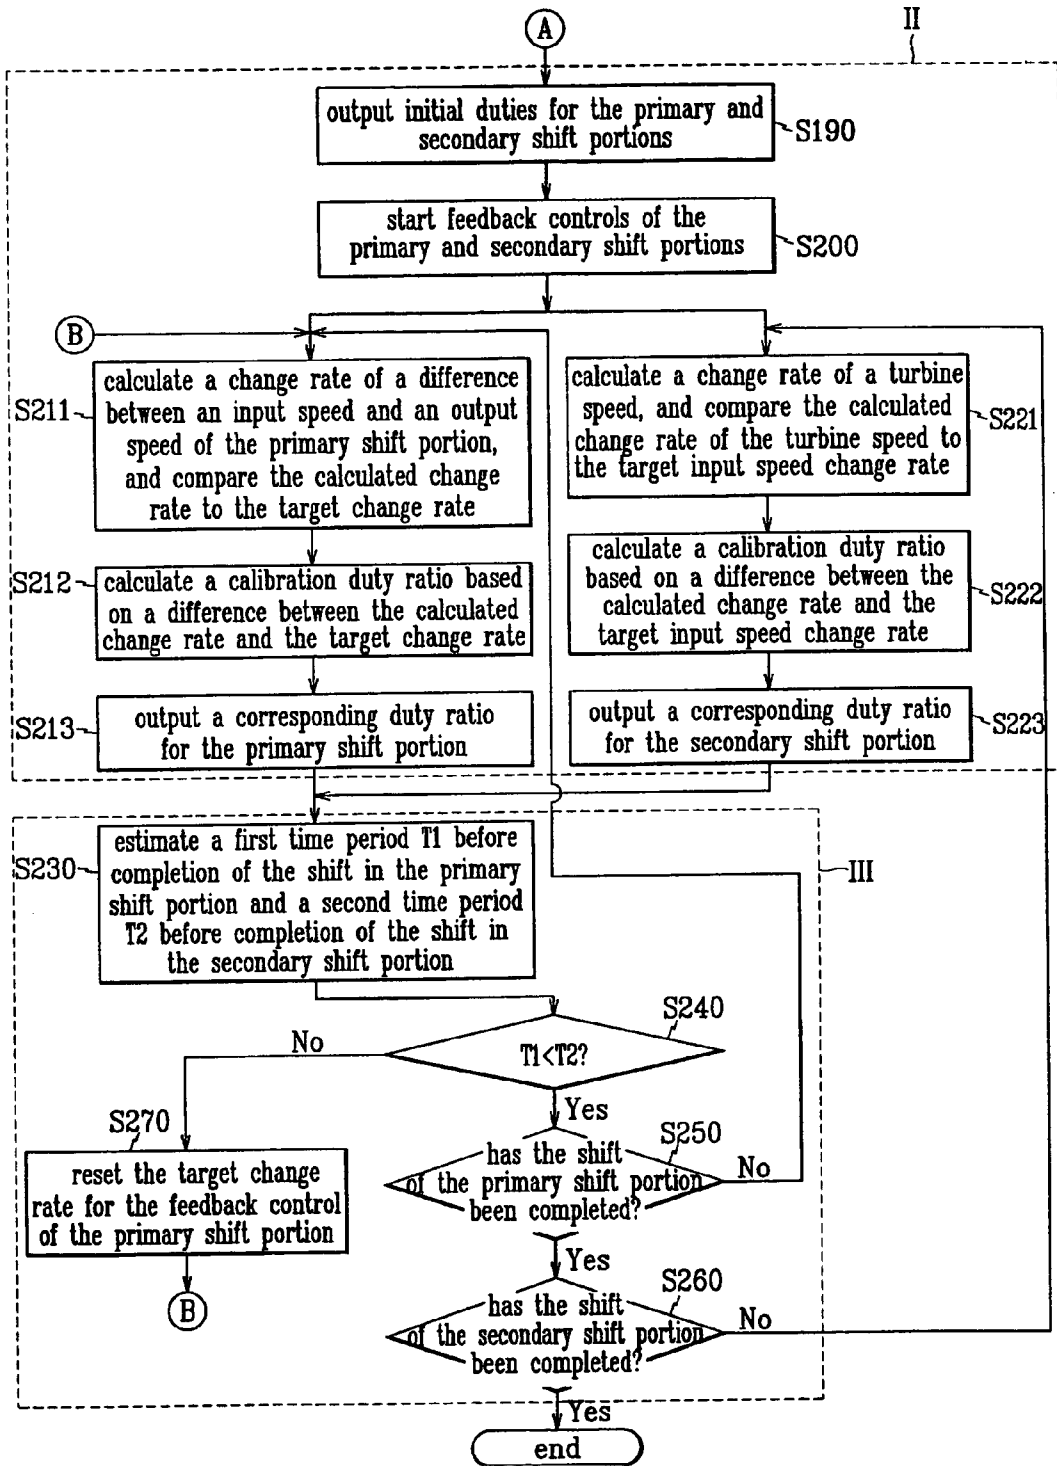 II
A
output initial duties for the primary and
secondary shift portions
S190
start feedback controls of the
primary and secondary shift portions
S200
B
calculate a change rate of a difference
between an input speed and an output
speed of the primary shift portion,
and compare the calculated change
rate to the target change rate
S211
calculate a change rate of a turbine
speed, and compare the calculated
change rate of the turbine speed to
the target input speed change rate
S221
S212
calculate a calibration duty ratio based
on a difference between the calculated
change rate and the target change rate
calculate a calibration duty ratio
based on a difference between the
calculated change rate and the
target input speed change rate
S222
S213
output a corresponding duty ratio
for the primary shift portion
output a corresponding duty ratio
for the secondary shift portion
S223
S230
estimate a first time period T1 before
completion of the shift in the primary
shift portion and a second time period
T2 before completion of the shift in
the secondary shift portion
III
S240
T1<T2?
No
Yes
S270
reset the target change
rate for the feedback control
of the primary shift portion
B
S250
has the shift
of the primary shift portion
been completed?
No
Yes
S260
has the shift
of the secondary shift portion
been completed?
No
Yes
end